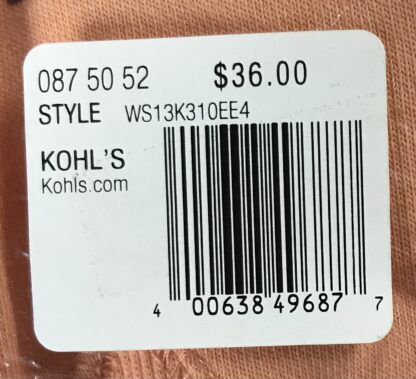 087 50 52 $36.00
STYLE WS13K310EE4
KOHL'S
Kohls.com
4 00638 49687 7